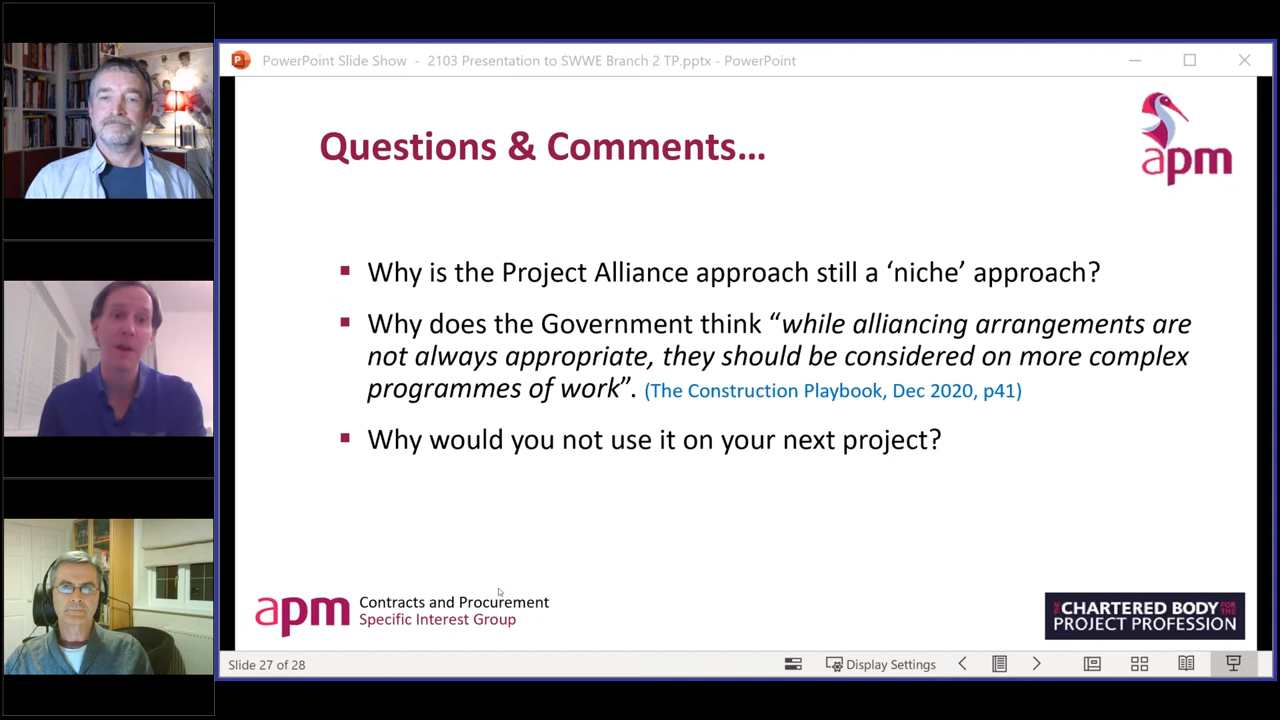 PowerPoint Slide Show - 2103 Presentation to SWWE Branch 2 TP.pptx - PowerPoint
Questions & Comments…
apm
▪ Why is the Project Alliance approach still a ‘niche’ approach?
▪ Why does the Government think “while alliancing arrangements are
not always appropriate, they should be considered on more complex
programmes of work”. (The Construction Playbook, Dec 2020, p41)
▪ Why would you not use it on your next project?
apm
Contracts and Procurement
Specific Interest Group
THE CHARTERED BODY FOR THE
PROJECT PROFESSION
Slide 27 of 28
Display Settings